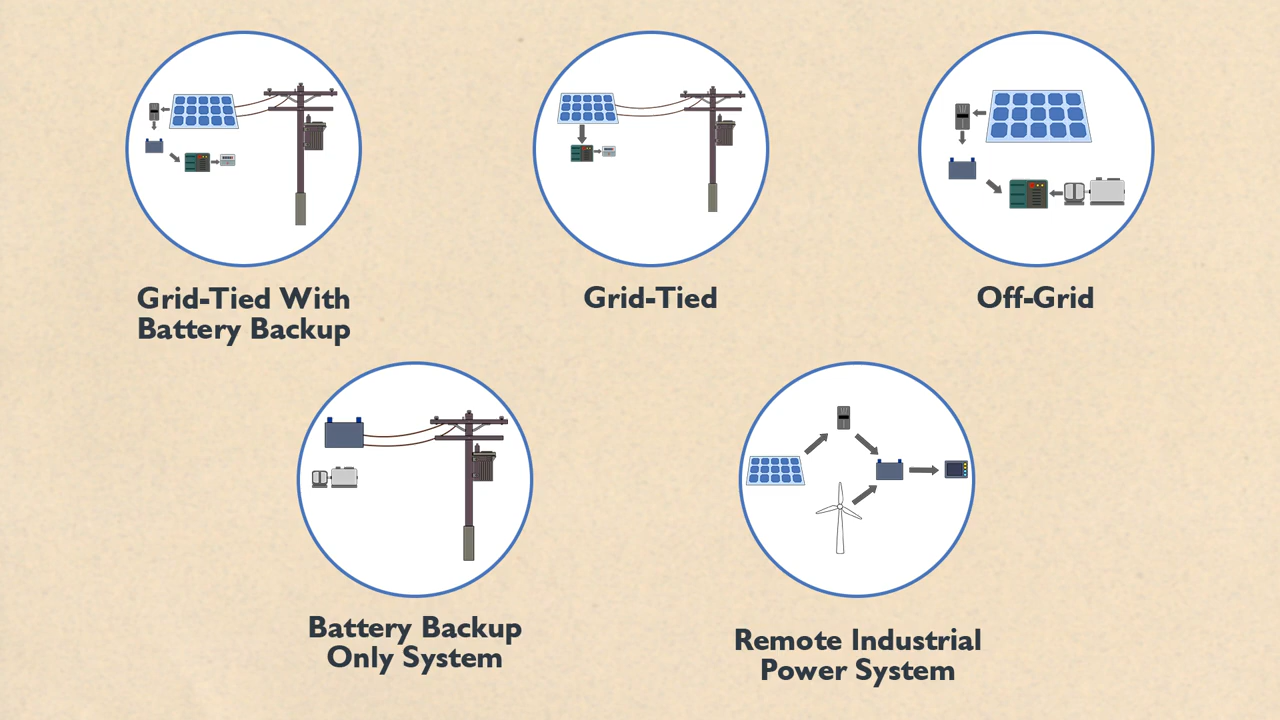 Grid-Tied With
Battery Backup
Grid-Tied
Off-Grid
Battery Backup
Only System
Remote Industrial
Power System